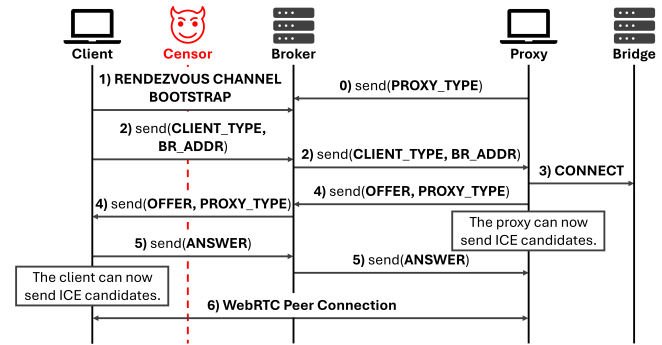 Client
Censor
Broker
Proxy
Bridge
1) RENDEZVOUS CHANNEL
BOOTSTRAP
0) send(PROXY_TYPE)
2) send(CLIENT_TYPE,
BR_ADDR)
2) send(CLIENT_TYPE, BR_ADDR)
3) CONNECT
4) send(OFFER, PROXY_TYPE)
4) send(OFFER, PROXY_TYPE)
The proxy can now
send ICE candidates.
5) send(ANSWER)
5) send(ANSWER)
The client can now
send ICE candidates.
6) WebRTC Peer Connection